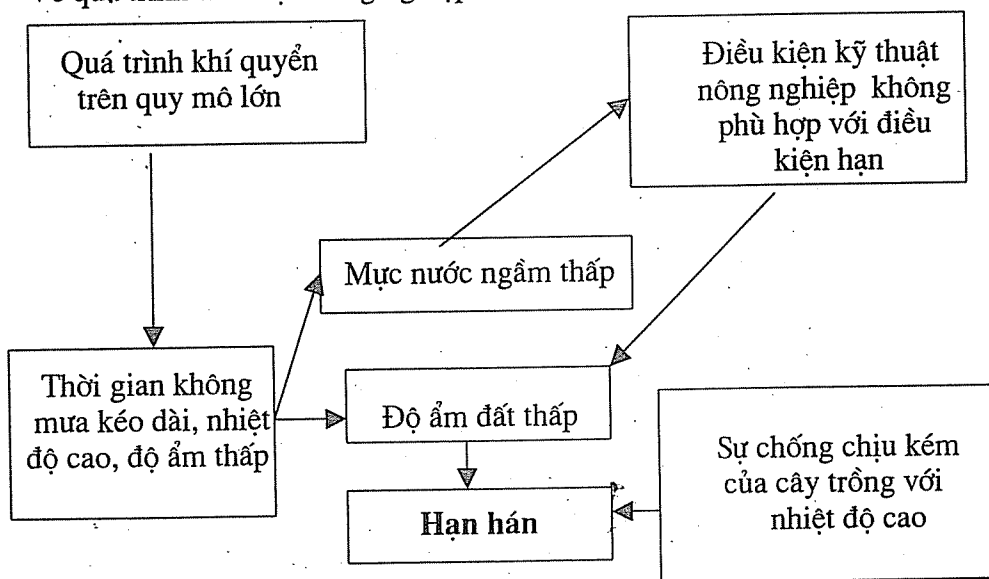 Quá trình khí quyển
trên quy mô lớn
Điều kiện kỹ thuật
nông nghiệp không
phù hợp với điều
kiện hạn
Mực nước ngầm thấp
Thời gian không
mưa kéo dài, nhiệt
độ cao, độ ẩm thấp
Độ ẩm đất thấp
Hạn hán
Sự chống chịu kém
của cây trồng với
nhiệt độ cao